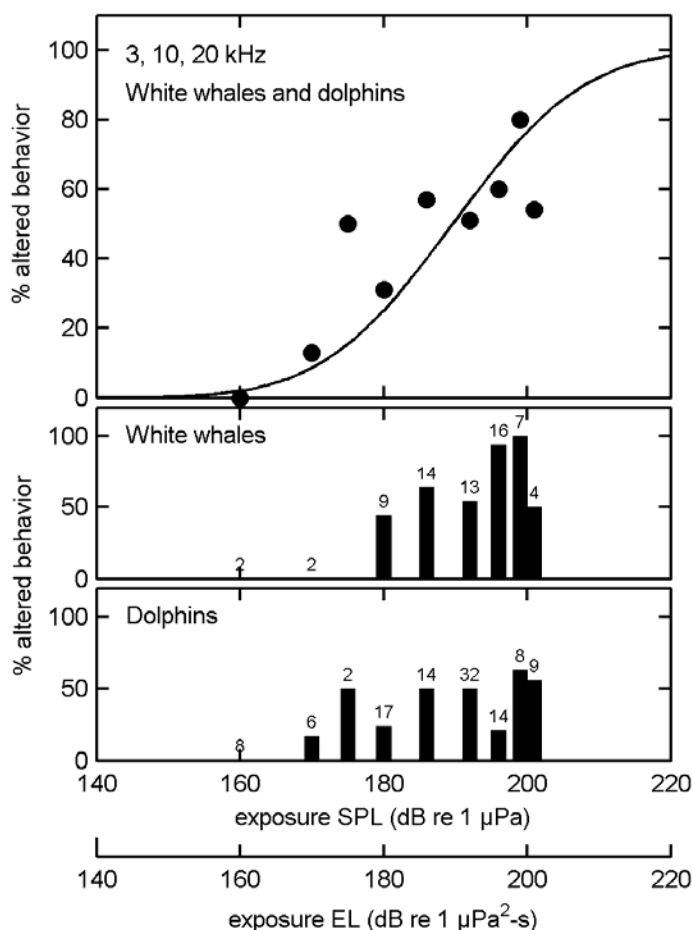 3, 10, 20 kHz
White whales and dolphins
% altered behavior
100
80
60
40
20
0
White whales
% altered behavior
100
50
0
2
2
9
14
13
16
7
4
Dolphins
100
50
0
8
6
2
17
14
32
14
8
9
140 160 180 200 220
exposure SPL (dB re 1 µPa)
140 160 180 200 220
exposure EL (dB re 1 µPa²-s)